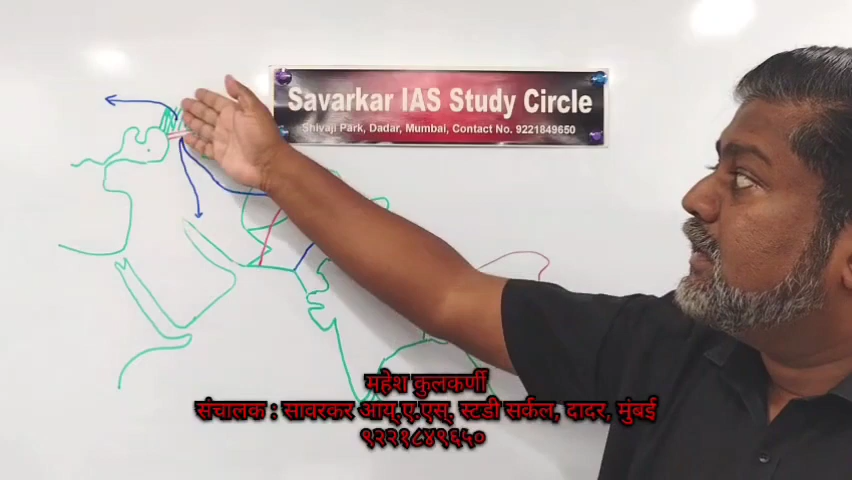 Savarkar IAS Study Circle
Shivaji Park, Dadar, Mumbai, Contact No. 9221849650
महेश कुलकर्णी
संचालक : सावरकर आय्.ए.एस्. स्टडी सर्कल, दादर, मुंबई
९२२१८४९६५०